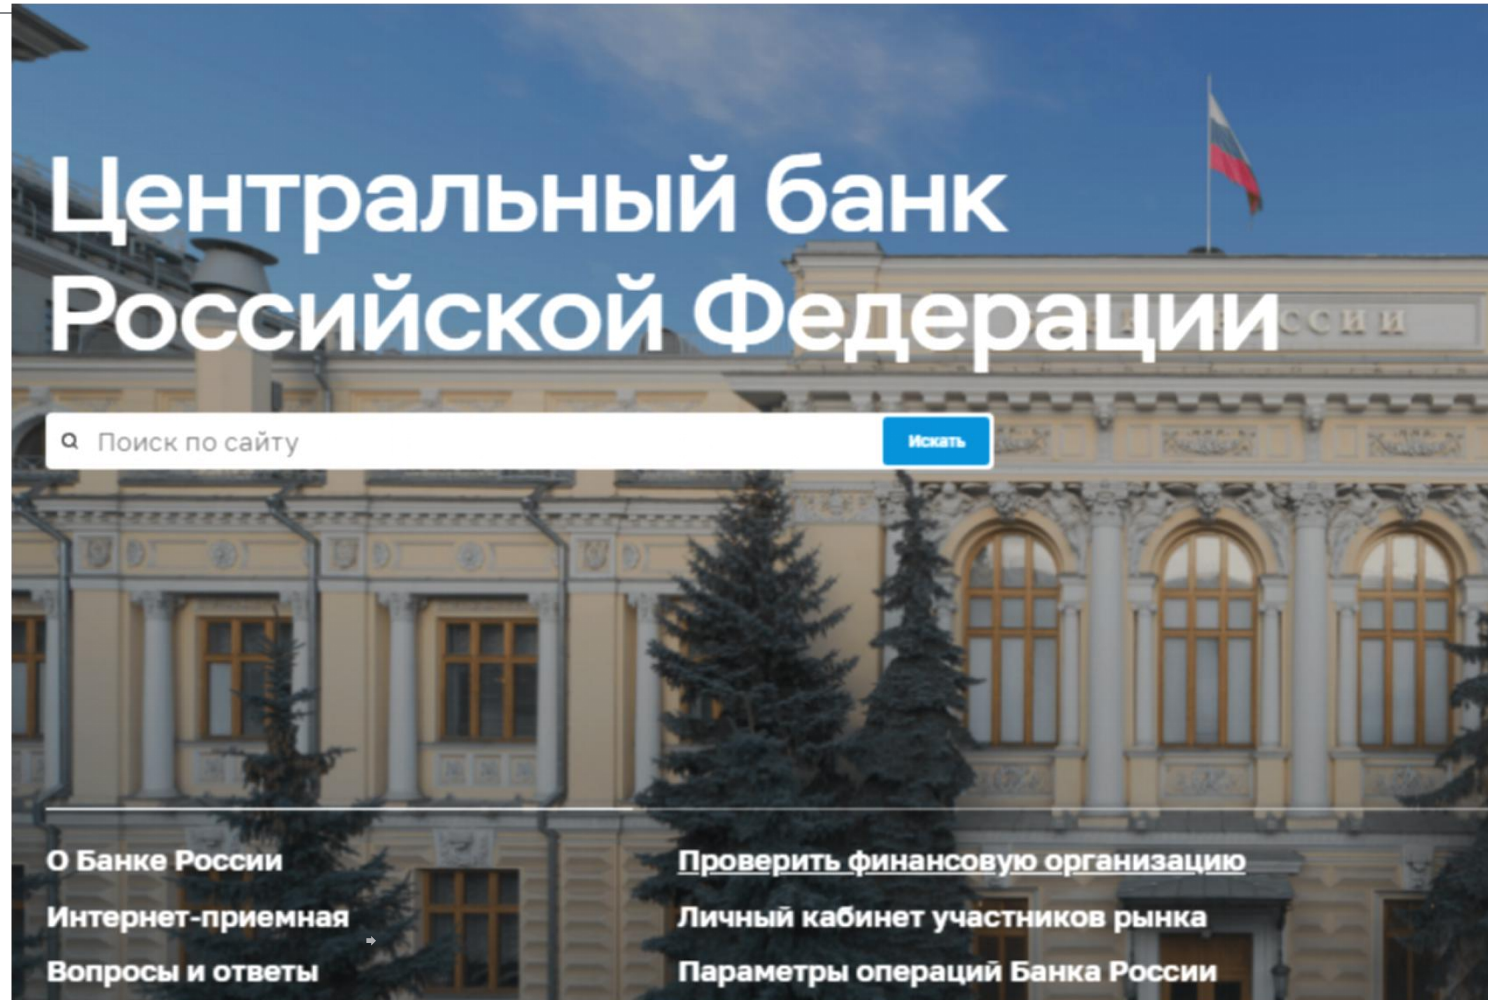 Центральный банк
Российской Федерации
Поиск по сайту
Искать
О Банке России
Проверить финансовую организацию
Интернет-приемная
Личный кабинет участников рынка
Вопросы и ответы
Параметры операций Банка России